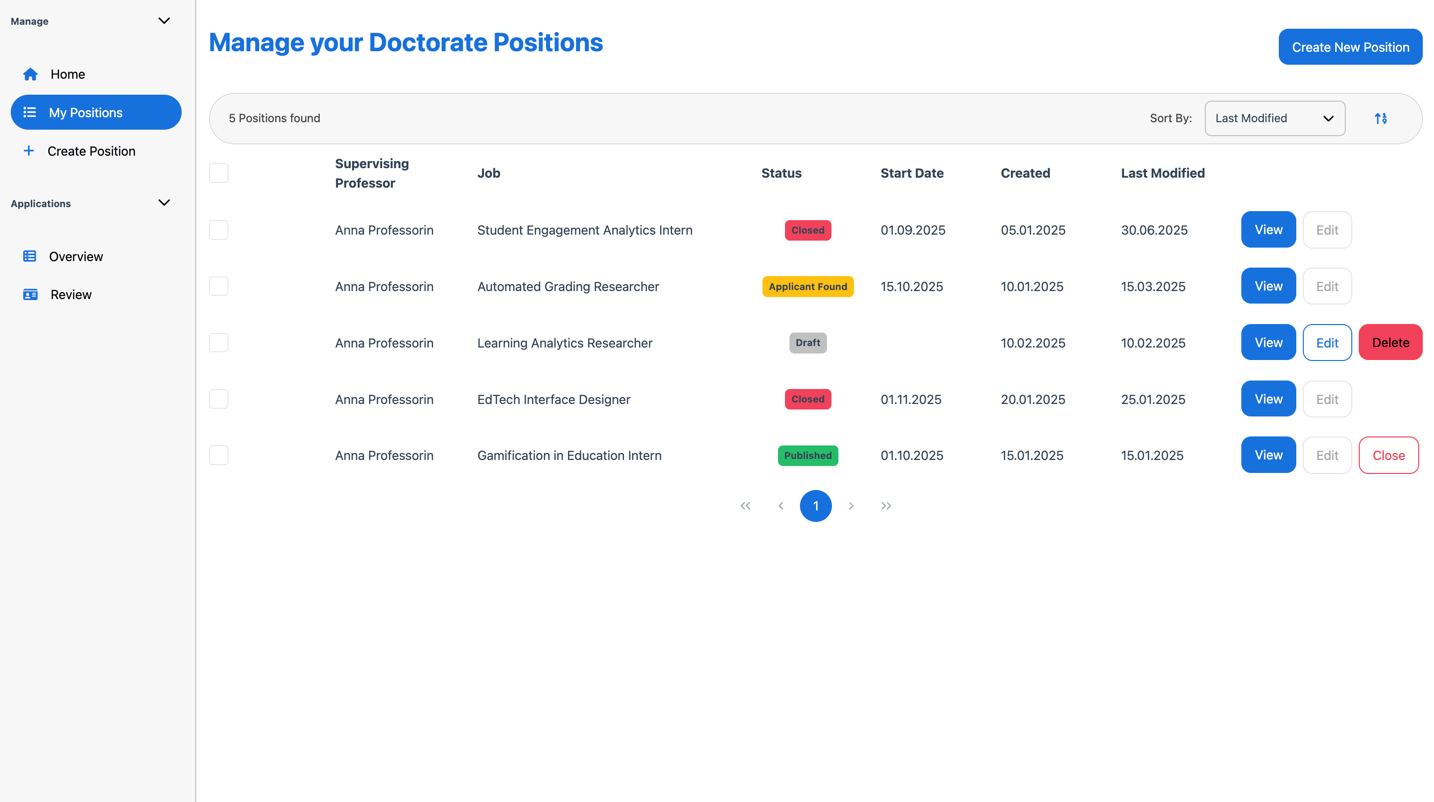 Manage
Home
My Positions
Create Position
Applications
Overview
Review
Manage your Doctorate Positions
Create New Position
5 Positions found
Sort By:
Last Modified
Supervising
Professor
Job
Status
Start Date
Created
Last Modified
Anna Professorin Student Engagement Analytics Intern Closed 01.09.2025 05.01.2025 30.06.2025 View Edit
Anna Professorin Automated Grading Researcher Applicant Found 15.10.2025 10.01.2025 15.03.2025 View Edit
Anna Professorin Learning Analytics Researcher Draft 10.02.2025 10.02.2025 View Edit Delete
Anna Professorin EdTech Interface Designer Closed 01.11.2025 20.01.2025 25.01.2025 View Edit
Anna Professorin Gamification in Education Intern Published 01.10.2025 15.01.2025 15.01.2025 View Edit Close
1